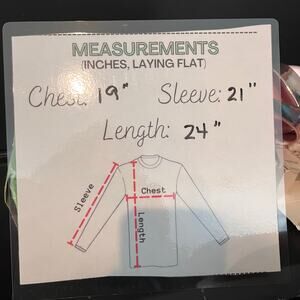 MEASUREMENTS
(INCHES, LAYING FLAT)
Chest: 19" Sleeve: 21"
Length: 24"
Sleeve
Chest
Length